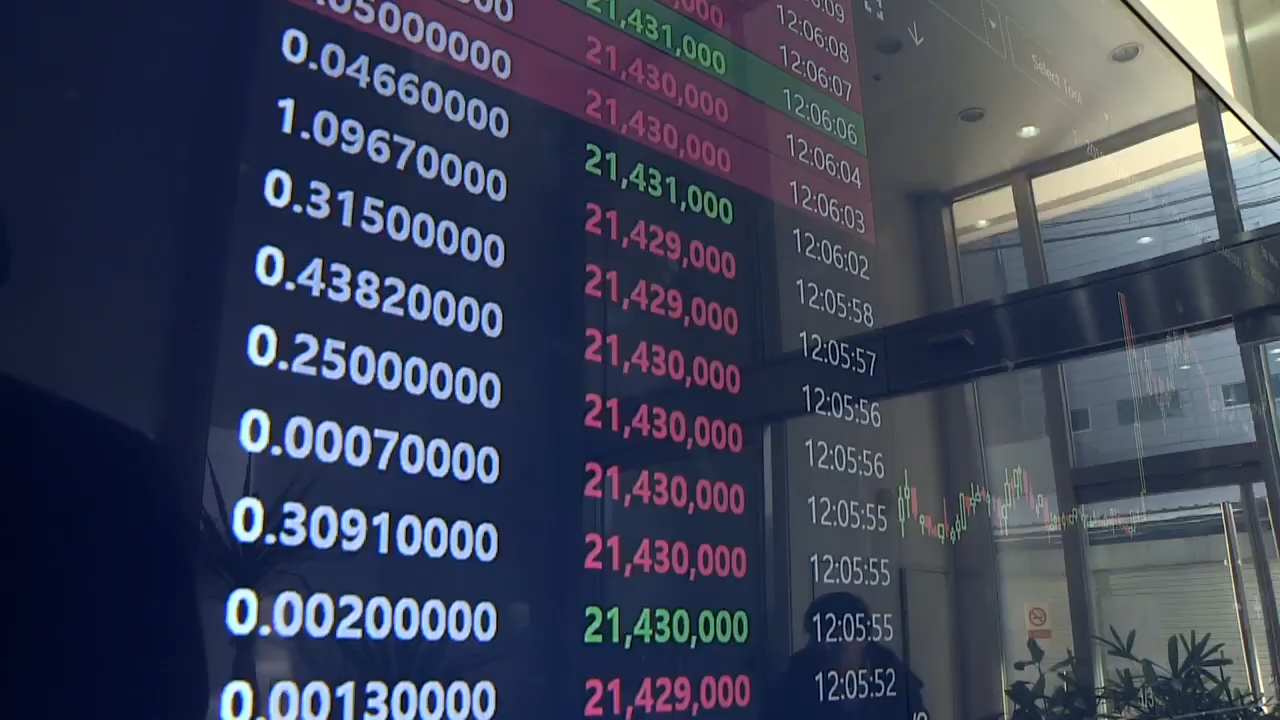 12:06:08
12:06:07
21,431,000 12:06:06
21,430,000 12:06:04
.05000000 21,430,000 12:06:03
0.04660000 21,431,000 12:06:02
1.09670000 21,429,000 12:05:58
0.31500000 21,429,000 12:05:57
0.43820000 21,430,000 12:05:56
0.25000000 21,430,000 12:05:56
0.00070000 21,430,000 12:05:55
0.30910000 21,430,000 12:05:55
0.00200000 21,430,000 12:05:55
0.00130000 21,429,000 12:05:52
Select Tool